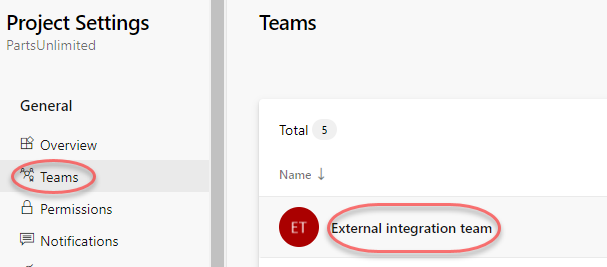 Project Settings
PartsUnlimited
General
Overview
Teams
Permissions
Notifications
Teams
Total 5
Name ↓
ET External integration team